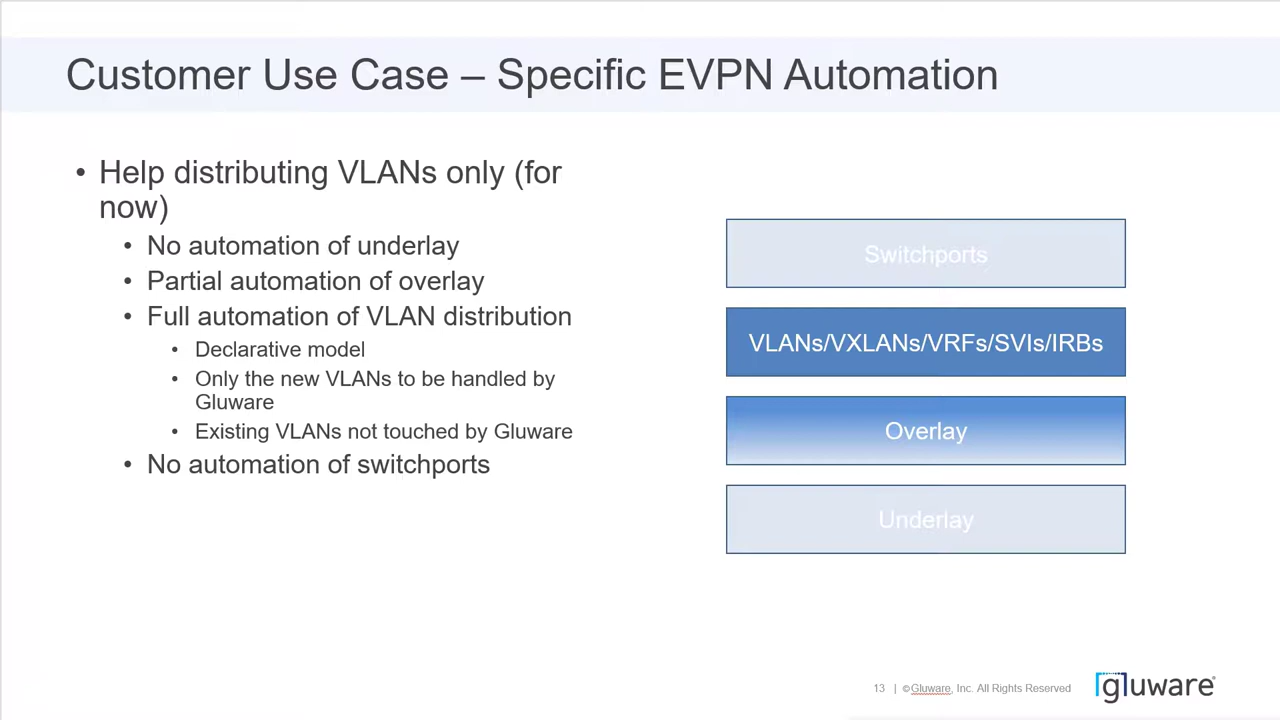 Customer Use Case – Specific EVPN Automation
• Help distributing VLANs only (for
now)
• No automation of underlay
• Partial automation of overlay
• Full automation of VLAN distribution
• Declarative model
• Only the new VLANs to be handled by
Gluware
• Existing VLANs not touched by Gluware
• No automation of switchports
Switchports
VLANs/VXLANs/VRFs/SVIs/IRBs
Overlay
Underlay
13 | ©Gluware, Inc. All Rights Reserved
[g]luware®